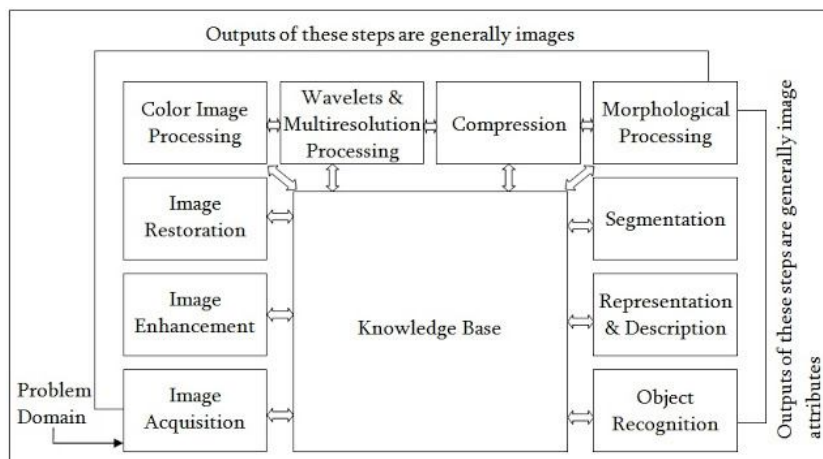 Outputs of these steps are generally images
Color Image
Processing
Wavelets &
Multiresolution
Processing
Compression
Morphological
Processing
Image
Restoration
Segmentation
Image
Enhancement
Knowledge Base
Representation
& Description
Problem
Domain
Image
Acquisition
Object
Recognition
Outputs of these steps are generally image
attributes